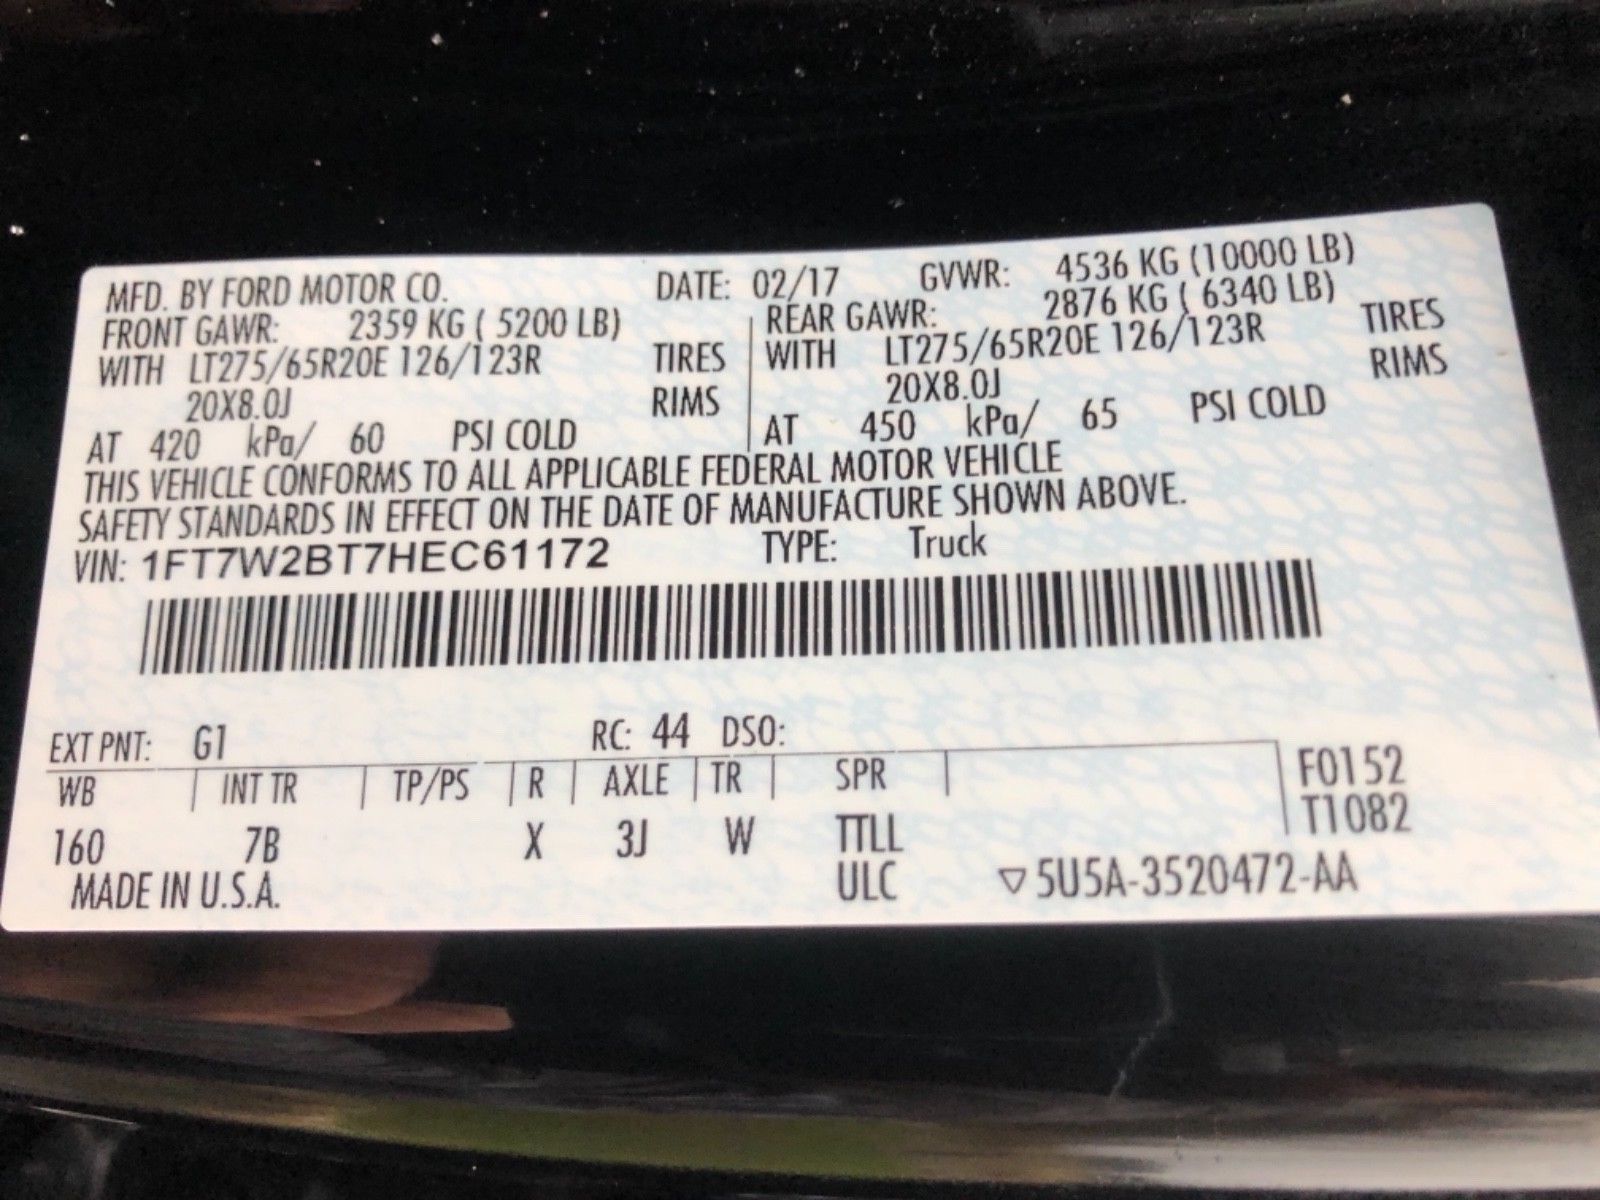 MFD. BY FORD MOTOR CO. DATE: 02/17 GVWR: 4536 KG (10000 LB)
FRONT GAWR: 2359 KG ( 5200 LB) REAR GAWR: 2876 KG ( 6340 LB)
WITH LT275/65R20E 126/123R TIRES WITH LT275/65R20E 126/123R TIRES
20X8.0J RIMS 20X8.0J RIMS
AT 420 kPa/ 60 PSI COLD AT 450 kPa/ 65 PSI COLD
THIS VEHICLE CONFORMS TO ALL APPLICABLE FEDERAL MOTOR VEHICLE
SAFETY STANDARDS IN EFFECT ON THE DATE OF MANUFACTURE SHOWN ABOVE.
VIN: 1FT7W2BT7HEC61172 TYPE: Truck
EXT PNT: G1 RC: 44 DSO:
WB INT TR TP/PS R AXLE TR SPR F0152
T1082
160 7B X 3J W TTLL
MADE IN U.S.A. ULC ▽5U5A-3520472-AA